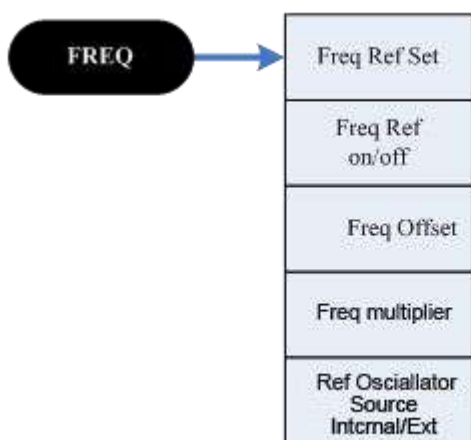 FREQ
Freq Ref Set
Freq Ref
on/off
Freq Offset
Freq multiplier
Ref Osciallator
Source
Intcrnal/Ext